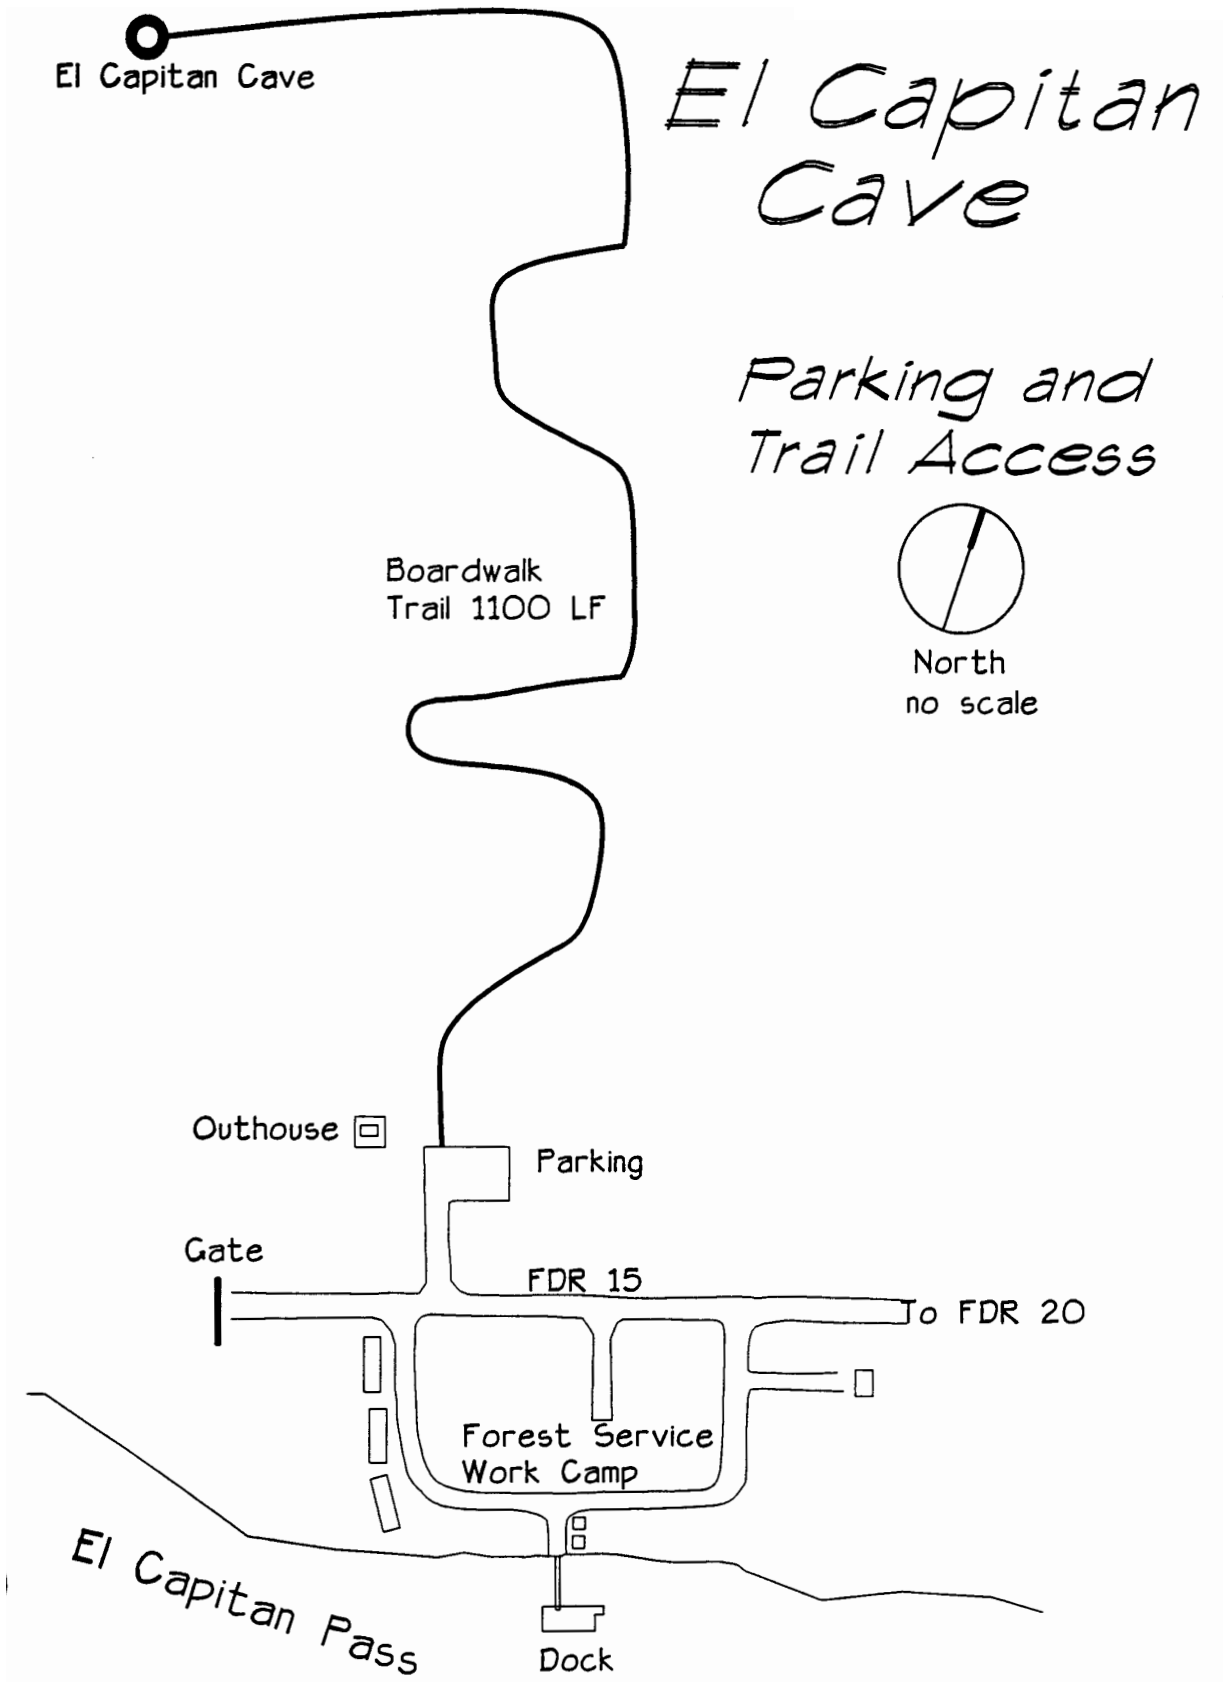 El Capitan Cave
El Capitan
Cave
Parking and
Trail Access
North
no scale
Boardwalk
Trail 1100 LF
Outhouse
Parking
Gate
FDR 15
To FDR 20
Forest Service
Work Camp
El Capitan Pass
Dock